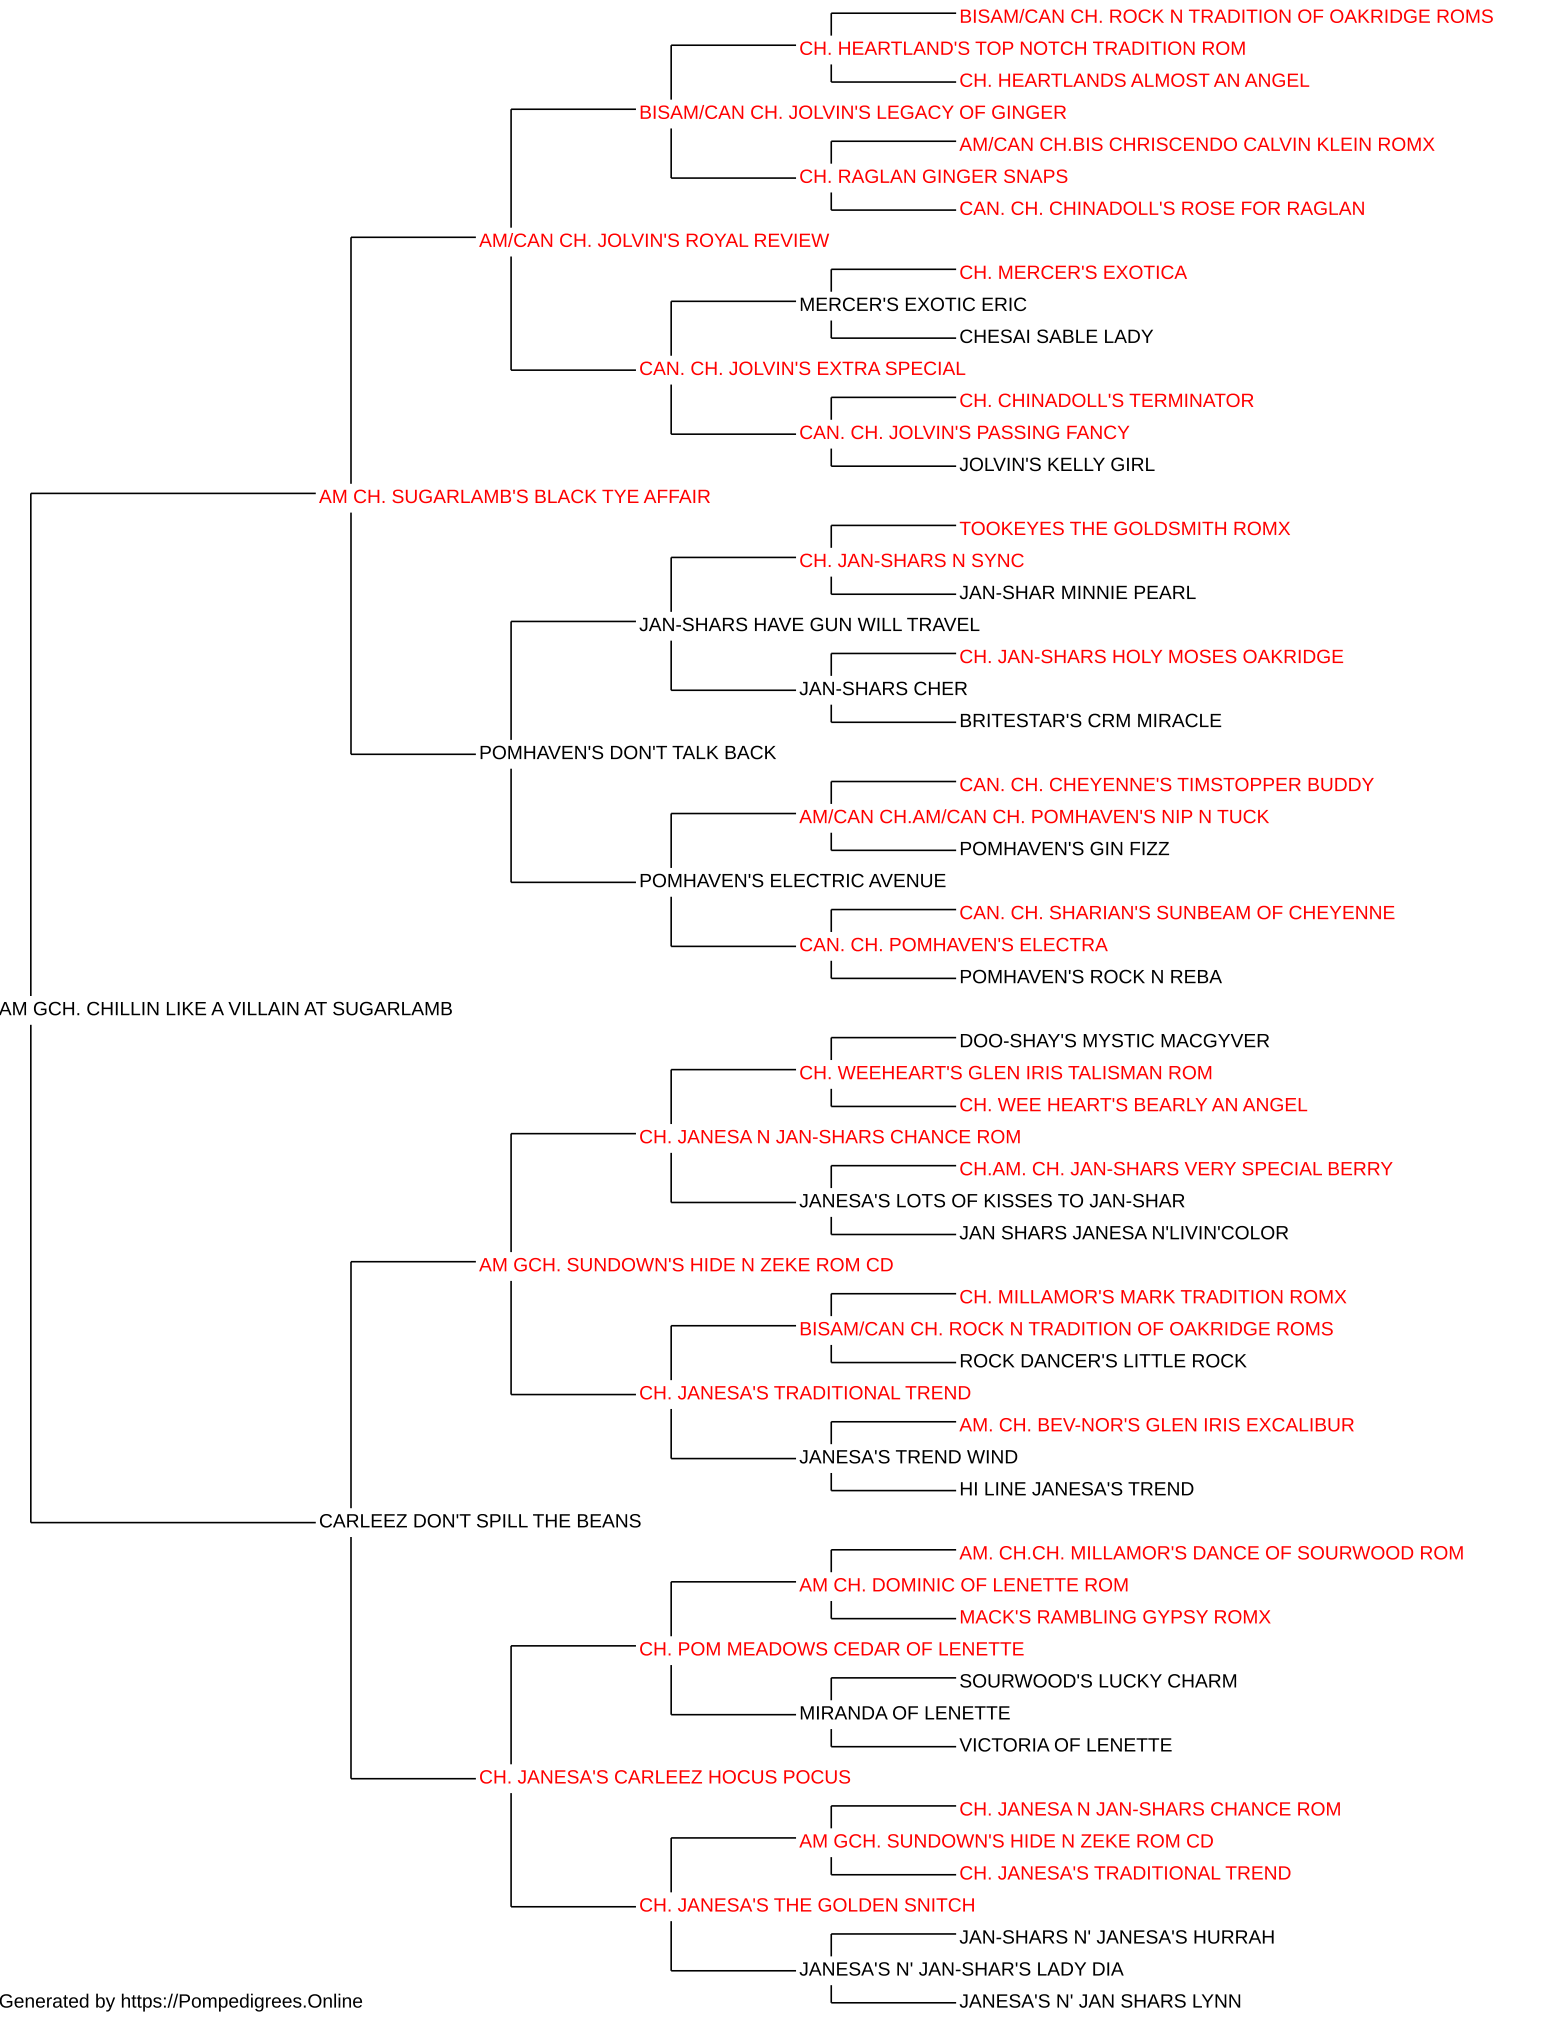 BISAM/CAN CH. ROCK N TRADITION OF OAKRIDGE ROMS
CH. HEARTLAND'S TOP NOTCH TRADITION ROM
CH. HEARTLANDS ALMOST AN ANGEL
BISAM/CAN CH. JOLVIN'S LEGACY OF GINGER
AM/CAN CH.BIS CHRISCENDO CALVIN KLEIN ROMX
CH. RAGLAN GINGER SNAPS
CAN. CH. CHINADOLL'S ROSE FOR RAGLAN
AM/CAN CH. JOLVIN'S ROYAL REVIEW
CH. MERCER'S EXOTICA
MERCER'S EXOTIC ERIC
CHESAI SABLE LADY
CAN. CH. JOLVIN'S EXTRA SPECIAL
CH. CHINADOLL'S TERMINATOR
CAN. CH. JOLVIN'S PASSING FANCY
JOLVIN'S KELLY GIRL
AM CH. SUGARLAMB'S BLACK TYE AFFAIR
TOOKEYES THE GOLDSMITH ROMX
CH. JAN-SHARS N SYNC
JAN-SHAR MINNIE PEARL
JAN-SHARS HAVE GUN WILL TRAVEL
CH. JAN-SHARS HOLY MOSES OAKRIDGE
JAN-SHARS CHER
BRITESTAR'S CRM MIRACLE
POMHAVEN'S DON'T TALK BACK
CAN. CH. CHEYENNE'S TIMSTOPPER BUDDY
AM/CAN CH.AM/CAN CH. POMHAVEN'S NIP N TUCK
POMHAVEN'S GIN FIZZ
POMHAVEN'S ELECTRIC AVENUE
CAN. CH. SHARIAN'S SUNBEAM OF CHEYENNE
CAN. CH. POMHAVEN'S ELECTRA
POMHAVEN'S ROCK N REBA
AM GCH. CHILLIN LIKE A VILLAIN AT SUGARLAMB
DOO-SHAY'S MYSTIC MACGYVER
CH. WEEHEART'S GLEN IRIS TALISMAN ROM
CH. WEE HEART'S BEARLY AN ANGEL
CH. JANESA N JAN-SHARS CHANCE ROM
CH.AM. CH. JAN-SHARS VERY SPECIAL BERRY
JANESA'S LOTS OF KISSES TO JAN-SHAR
JAN SHARS JANESA N'LIVIN'COLOR
AM GCH. SUNDOWN'S HIDE N ZEKE ROM CD
CH. MILLAMOR'S MARK TRADITION ROMX
BISAM/CAN CH. ROCK N TRADITION OF OAKRIDGE ROMS
ROCK DANCER'S LITTLE ROCK
CH. JANESA'S TRADITIONAL TREND
AM. CH. BEV-NOR'S GLEN IRIS EXCALIBUR
JANESA'S TREND WIND
HI LINE JANESA'S TREND
CARLEEZ DON'T SPILL THE BEANS
AM. CH.CH. MILLAMOR'S DANCE OF SOURWOOD ROM
AM CH. DOMINIC OF LENETTE ROM
MACK'S RAMBLING GYPSY ROMX
CH. POM MEADOWS CEDAR OF LENETTE
SOURWOOD'S LUCKY CHARM
MIRANDA OF LENETTE
VICTORIA OF LENETTE
CH. JANESA'S CARLEEZ HOCUS POCUS
CH. JANESA N JAN-SHARS CHANCE ROM
AM GCH. SUNDOWN'S HIDE N ZEKE ROM CD
CH. JANESA'S TRADITIONAL TREND
CH. JANESA'S THE GOLDEN SNITCH
JAN-SHARS N' JANESA'S HURRAH
JANESA'S N' JAN-SHAR'S LADY DIA
JANESA'S N' JAN SHARS LYNN
Generated by https://Pompedigrees.Online